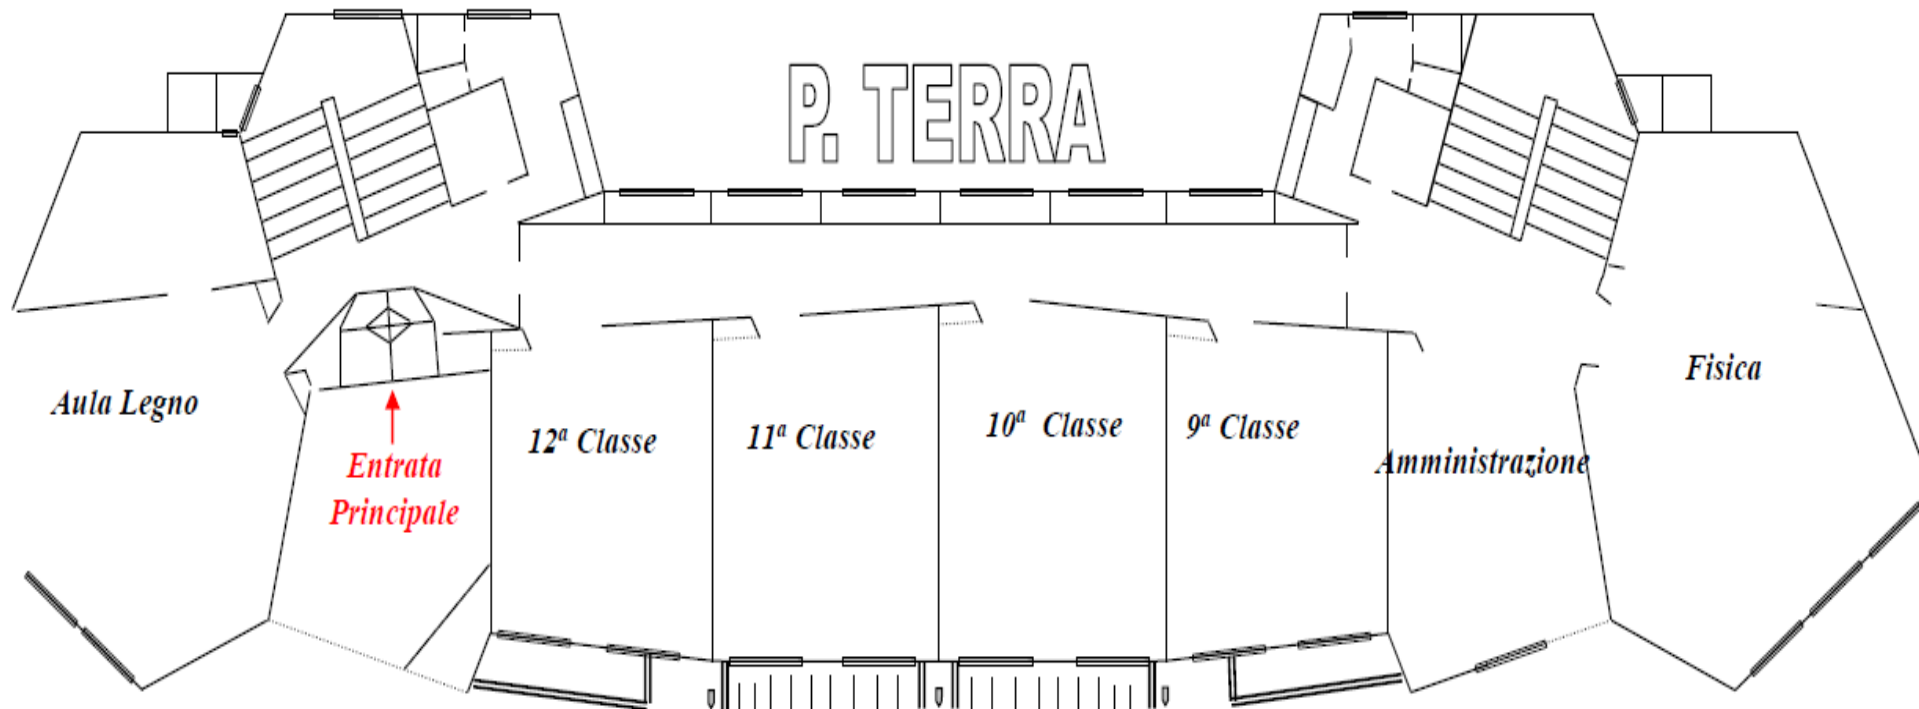 P. TERRA
Aula Legno
Entrata
Principale
12ª Classe
11ª Classe
10ª Classe
9ª Classe
Amministrazione
Fisica